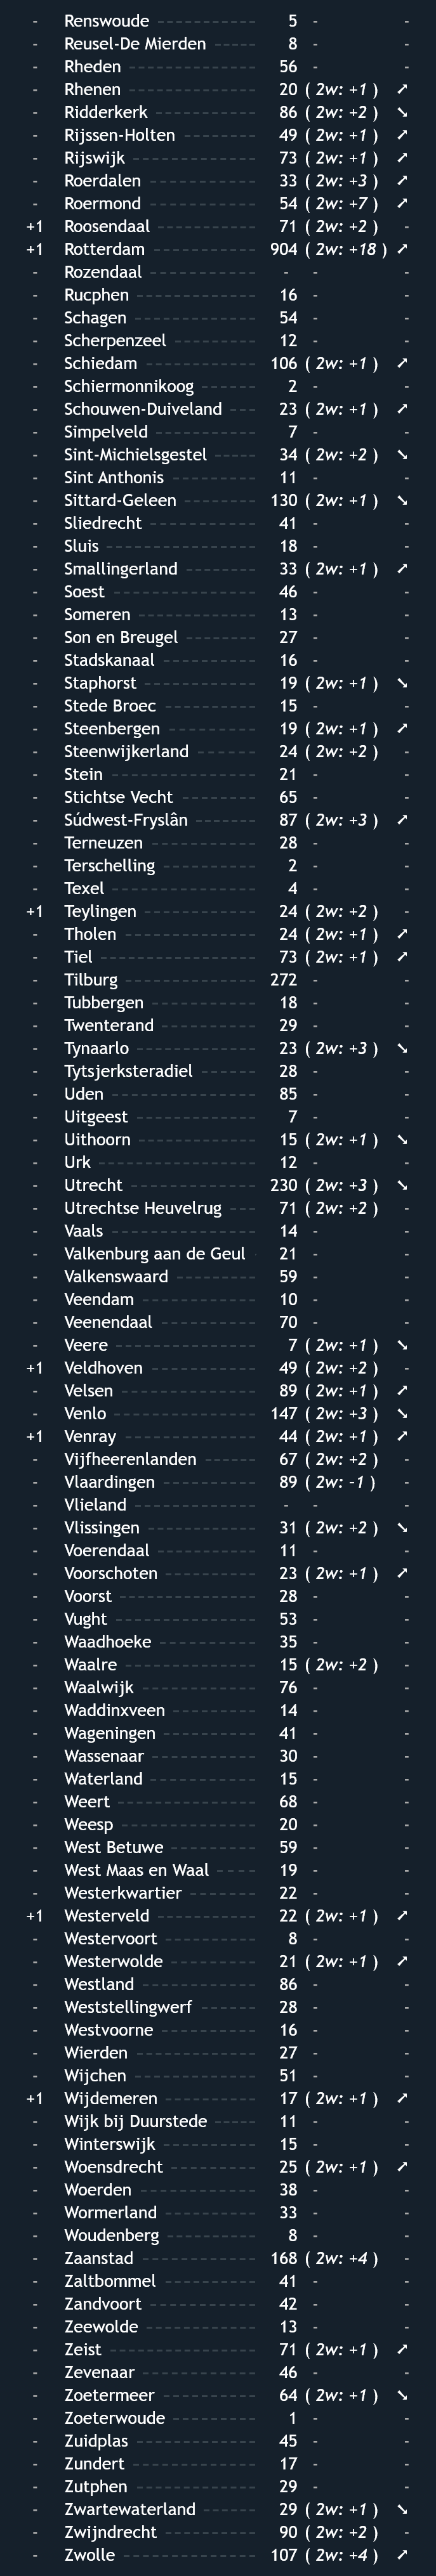 - Renswoude 5 - -
- Reusel-De Mierden 8 - -
- Rheden 56 - -
- Rhenen 20 ( 2w: +1 ) ➚
- Ridderkerk 86 ( 2w: +2 ) ➘
- Rijssen-Holten 49 ( 2w: +1 ) ➚
- Rijswijk 73 ( 2w: +1 ) ➚
- Roerdalen 33 ( 2w: +3 ) ➚
- Roermond 54 ( 2w: +7 ) ➚
+1 Roosendaal 71 ( 2w: +2 ) -
+1 Rotterdam 904 ( 2w: +18 ) ➚
- Rozendaal - - -
- Rucphen 16 - -
- Schagen 54 - -
- Scherpenzeel 12 - -
- Schiedam 106 ( 2w: +1 ) ➚
- Schiermonnikoog 2 - -
- Schouwen-Duiveland 23 ( 2w: +1 ) ➚
- Simpelveld 7 - -
- Sint-Michielsgestel 34 ( 2w: +2 ) ➘
- Sint Anthonis 11 - -
- Sittard-Geleen 130 ( 2w: +1 ) ➘
- Sliedrecht 41 - -
- Sluis 18 - -
- Smallingerland 33 ( 2w: +1 ) ➚
- Soest 46 - -
- Someren 13 - -
- Son en Breugel 27 - -
- Stadskanaal 16 - -
- Staphorst 19 ( 2w: +1 ) ➘
- Stede Broec 15 - -
- Steenbergen 19 ( 2w: +1 ) ➚
- Steenwijkerland 24 ( 2w: +2 ) -
- Stein 21 - -
- Stichtse Vecht 65 - -
- Súdwest-Fryslân 87 ( 2w: +3 ) ➚
- Terneuzen 28 - -
- Terschelling 2 - -
- Texel 4 - -
+1 Teylingen 24 ( 2w: +2 ) -
- Tholen 24 ( 2w: +1 ) ➚
- Tiel 73 ( 2w: +1 ) ➚
- Tilburg 272 - -
- Tubbergen 18 - -
- Twenterand 29 - -
- Tynaarlo 23 ( 2w: +3 ) ➘
- Tytsjerksteradiel 28 - -
- Uden 85 - -
- Uitgeest 7 - -
- Uithoorn 15 ( 2w: +1 ) ➘
- Urk 12 - -
- Utrecht 230 ( 2w: +3 ) ➘
- Utrechtse Heuvelrug 71 ( 2w: +2 ) -
- Vaals 14 - -
- Valkenburg aan de Geul 21 - -
- Valkenswaard 59 - -
- Veendam 10 - -
- Veenendaal 70 - -
- Veere 7 ( 2w: +1 ) ➘
+1 Veldhoven 49 ( 2w: +2 ) -
- Velsen 89 ( 2w: +1 ) ➚
- Venlo 147 ( 2w: +3 ) ➘
+1 Venray 44 ( 2w: +1 ) ➚
- Vijfheerenlanden 67 ( 2w: +2 ) -
- Vlaardingen 89 ( 2w: -1 ) -
- Vlieland - - -
- Vlissingen 31 ( 2w: +2 ) ➘
- Voerendaal 11 - -
- Voorschoten 23 ( 2w: +1 ) ➚
- Voorst 28 - -
- Vught 53 - -
- Waadhoeke 35 - -
- Waalre 15 ( 2w: +2 ) -
- Waalwijk 76 - -
- Waddinxveen 14 - -
- Wageningen 41 - -
- Wassenaar 30 - -
- Waterland 15 - -
- Weert 68 - -
- Weesp 20 - -
- West Betuwe 59 - -
- West Maas en Waal 19 - -
- Westerkwartier 22 - -
+1 Westerveld 22 ( 2w: +1 ) ➚
- Westervoort 8 - -
- Westerwolde 21 ( 2w: +1 ) ➚
- Westland 86 - -
- Weststellingwerf 28 - -
- Westvoorne 16 - -
- Wierden 27 - -
- Wijchen 51 - -
+1 Wijdemeren 17 ( 2w: +1 ) ➚
- Wijk bij Duurstede 11 - -
- Winterswijk 15 - -
- Woensdrecht 25 ( 2w: +1 ) ➚
- Woerden 38 - -
- Wormerland 33 - -
- Woudenberg 8 - -
- Zaanstad 168 ( 2w: +4 ) -
- Zaltbommel 41 - -
- Zandvoort 42 - -
- Zeewolde 13 - -
- Zeist 71 ( 2w: +1 ) ➚
- Zevenaar 46 - -
- Zoetermeer 64 ( 2w: +1 ) ➘
- Zoeterwoude 1 - -
- Zuidplas 45 - -
- Zundert 17 - -
- Zutphen 29 - -
- Zwartewaterland 29 ( 2w: +1 ) ➘
- Zwijndrecht 90 ( 2w: +2 ) -
- Zwolle 107 ( 2w: +4 ) ➚